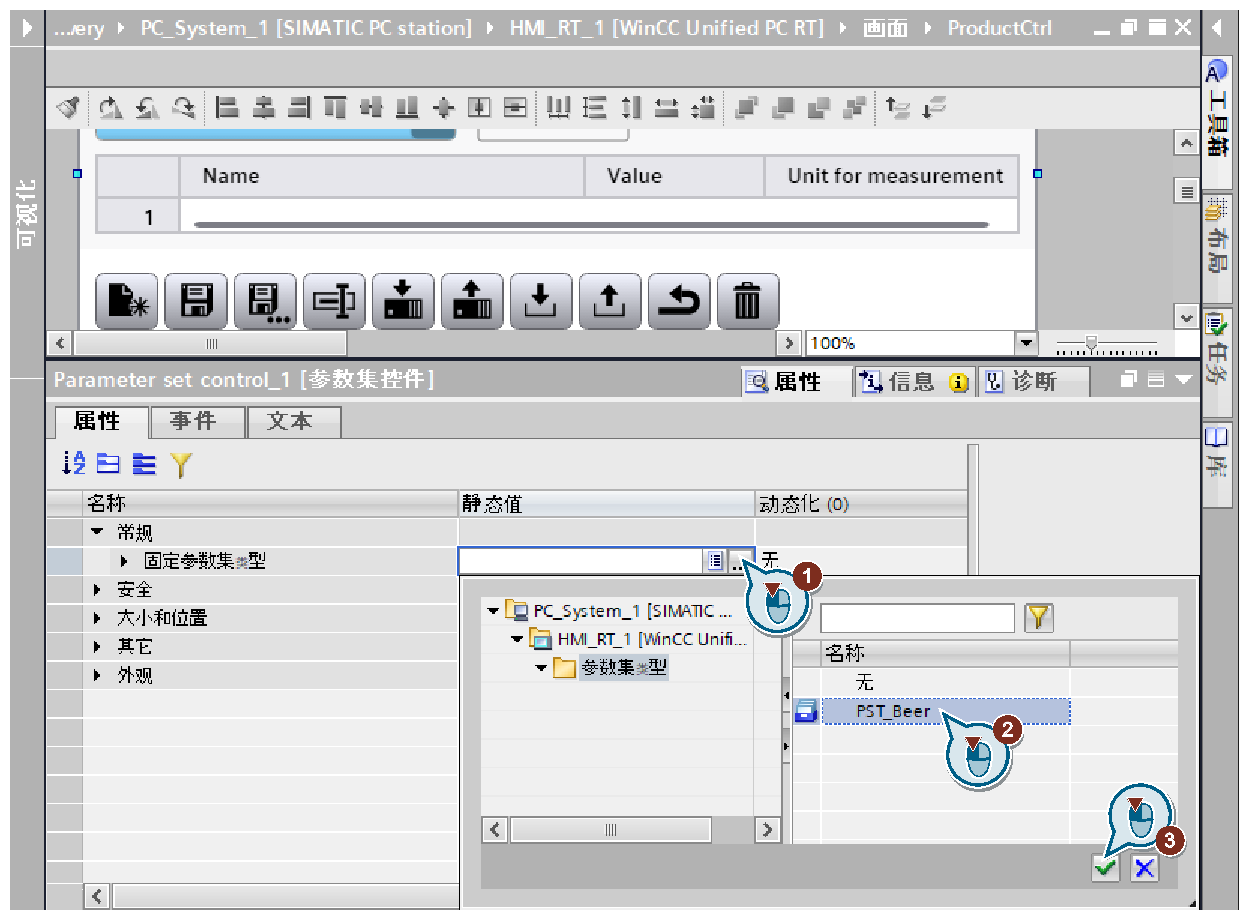 ...ery PC_System_1 [SIMATIC PC station] HMI_RT_1 [WinCC Unified PC RT] 画面 ProductCtrl
工具箱
布局
任务
库
可视化
Name Value Unit for measurement
1
100%
Parameter set control_1 [参数集控件]
属性 信息 诊断
属性 事件 文本
名称 静态值 动态化 (0)
常规
固定参数集类型 ... 无
安全
大小和位置
其它
外观
1
PC_System_1 [SIMATIC ...
HMI_RT_1 [WinCC Unifi...
参数集类型
名称
无
PST_Beer
2
3